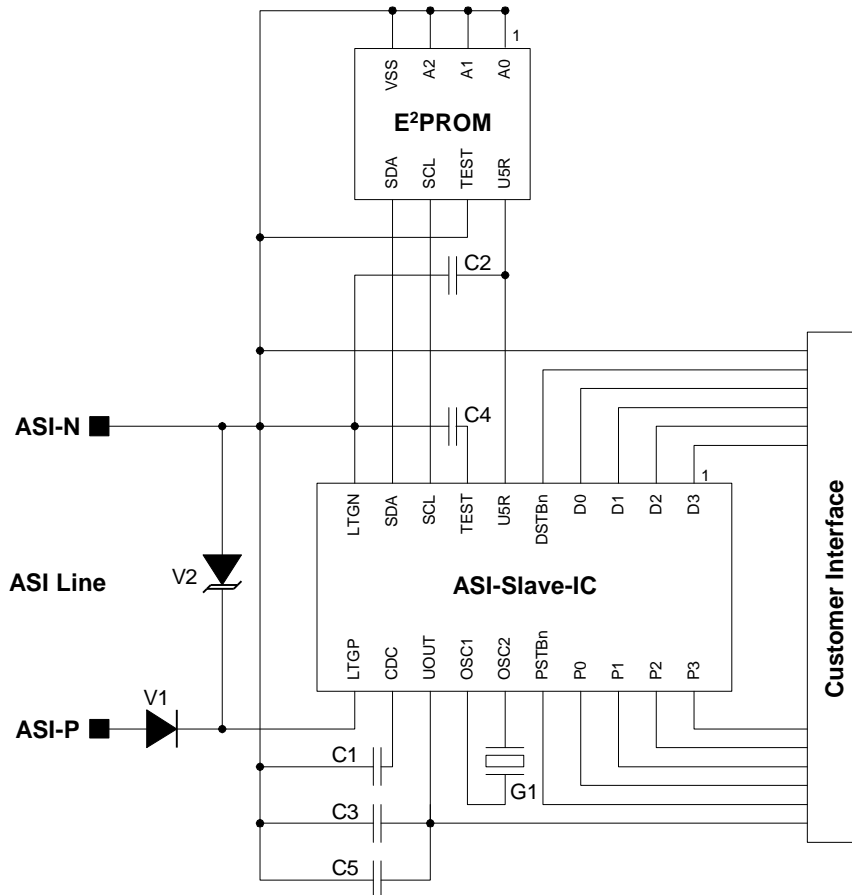 1
VSS
A2
A1
A0
E²PROM
SDA
SCL
TEST
U5R
C2
ASI-N
C4
1
LTGN
SDA
SCL
TEST
U5R
DSTBn
D0
D1
D2
D3
ASI Line
V2
ASI-Slave-IC
Customer Interface
LTGP
CDC
UOUT
OSC1
OSC2
PSTBn
P0
P1
P2
P3
V1
ASI-P
C1
G1
C3
C5